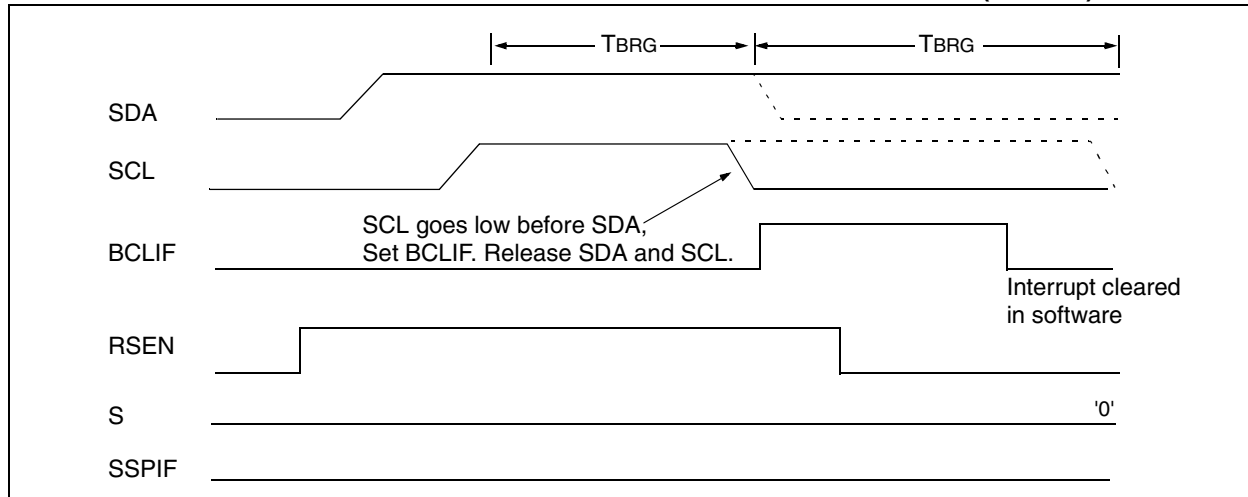 TBRG TBRG
SDA
SCL
SCL goes low before SDA,
Set BCLIF. Release SDA and SCL.
BCLIF
Interrupt cleared
in software
RSEN
S '0'
SSPIF